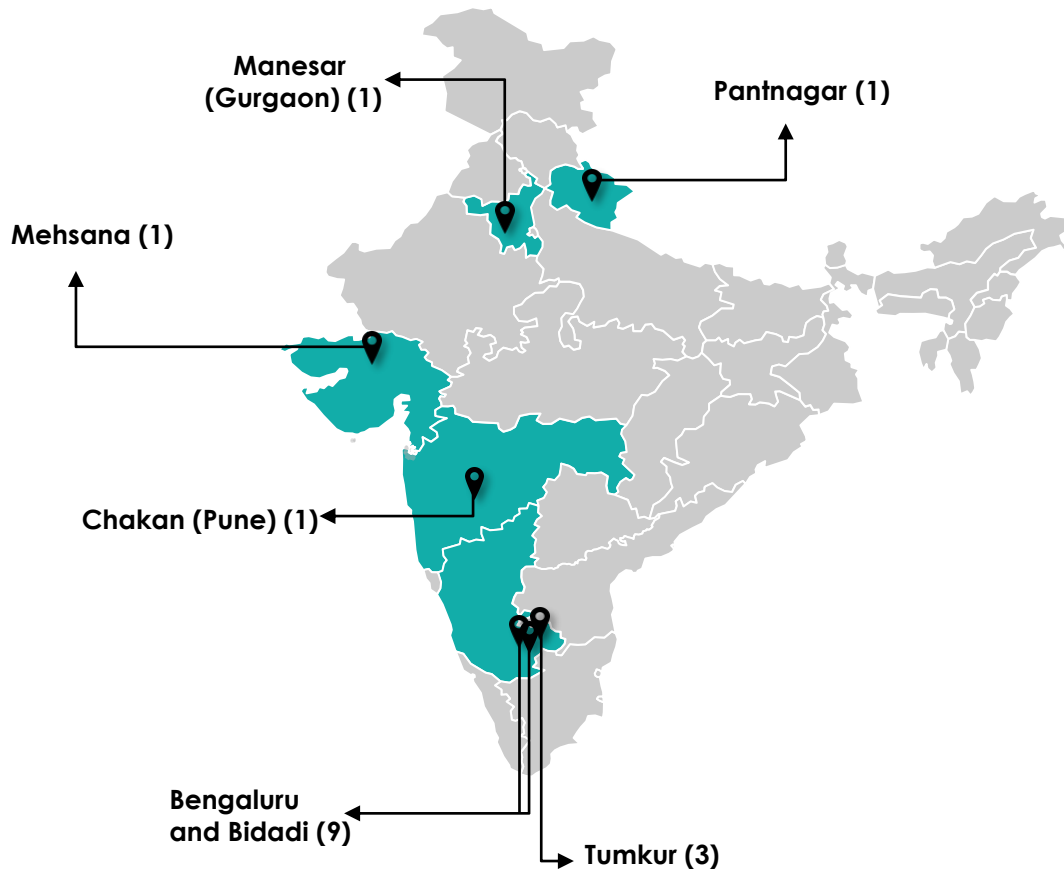 Manesar
(Gurgaon) (1)
Pantnagar (1)
Mehsana (1)
Chakan (Pune) (1)
Bengaluru
and Bidadi (9)
Tumkur (3)